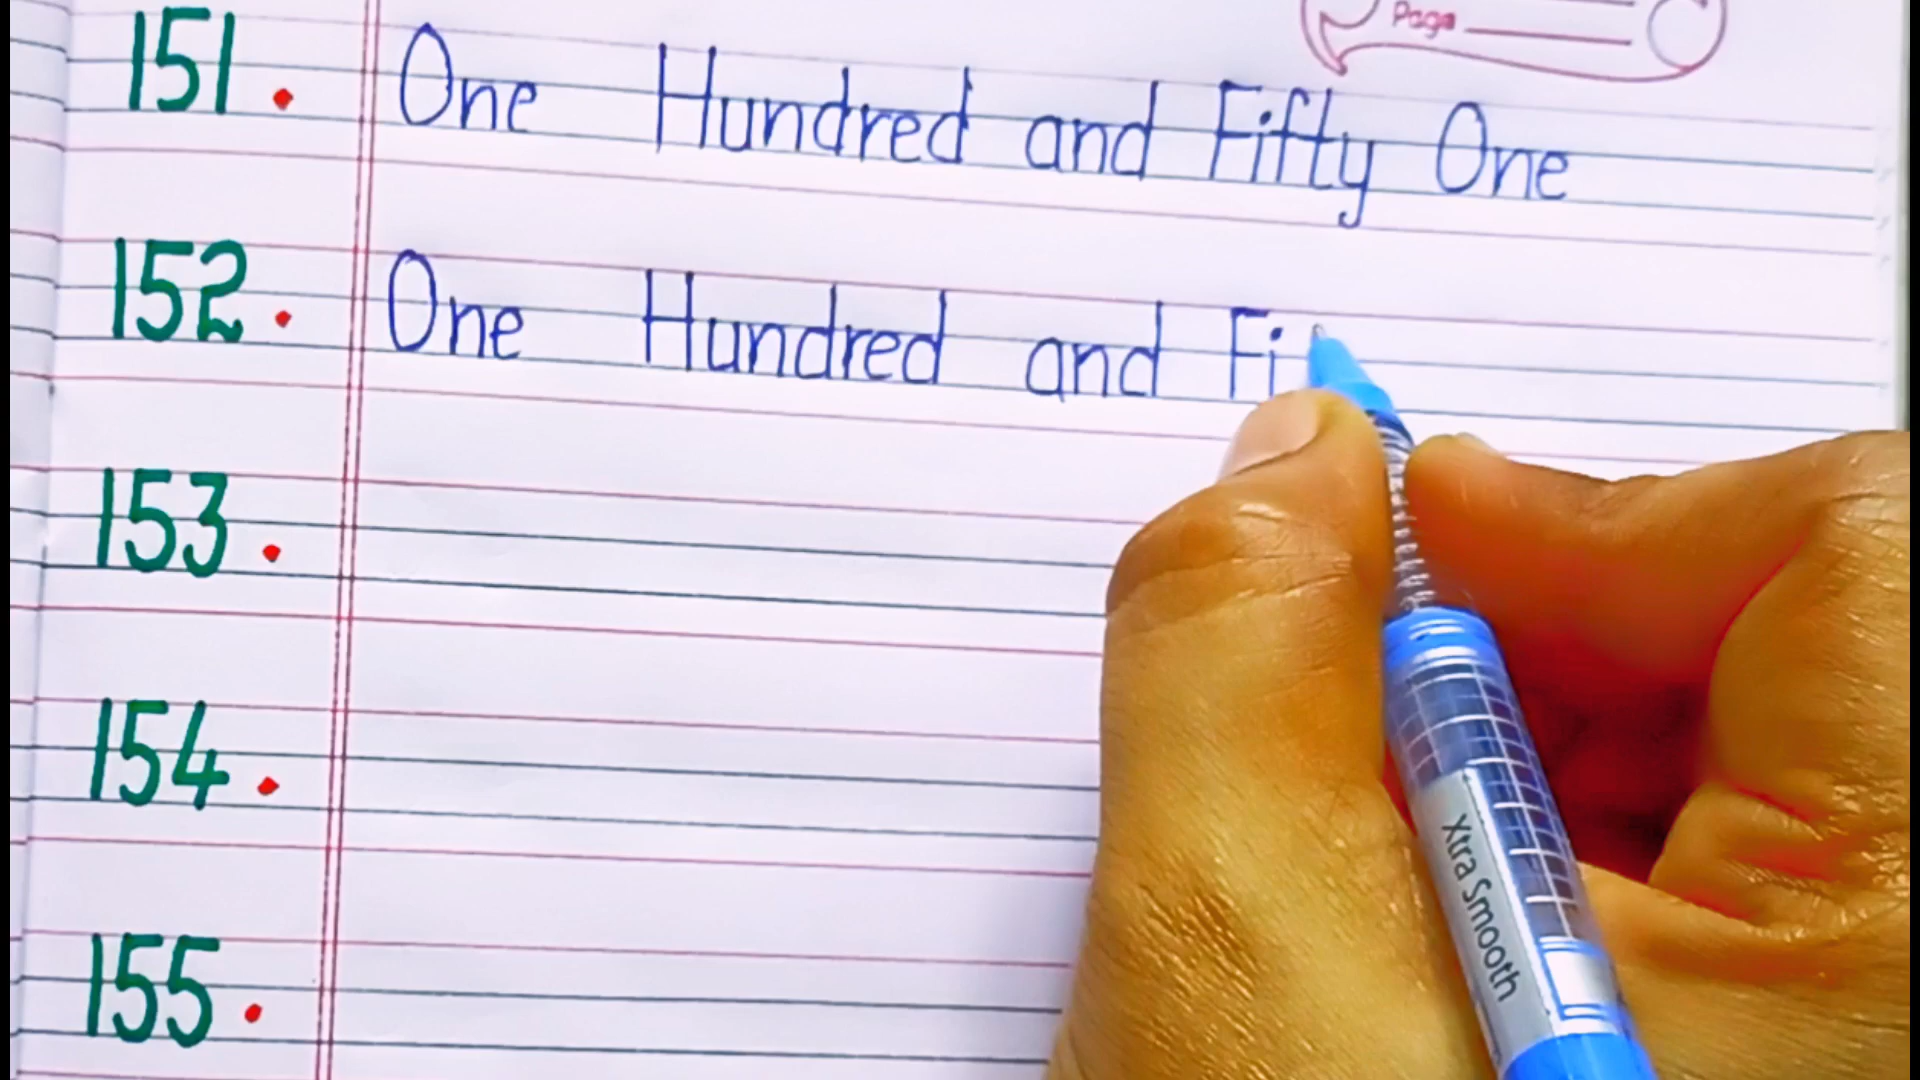 Page
151. One Hundred and Fifty One
152. One Hundred and Fi
153.
154.
155.
Xtra Smooth